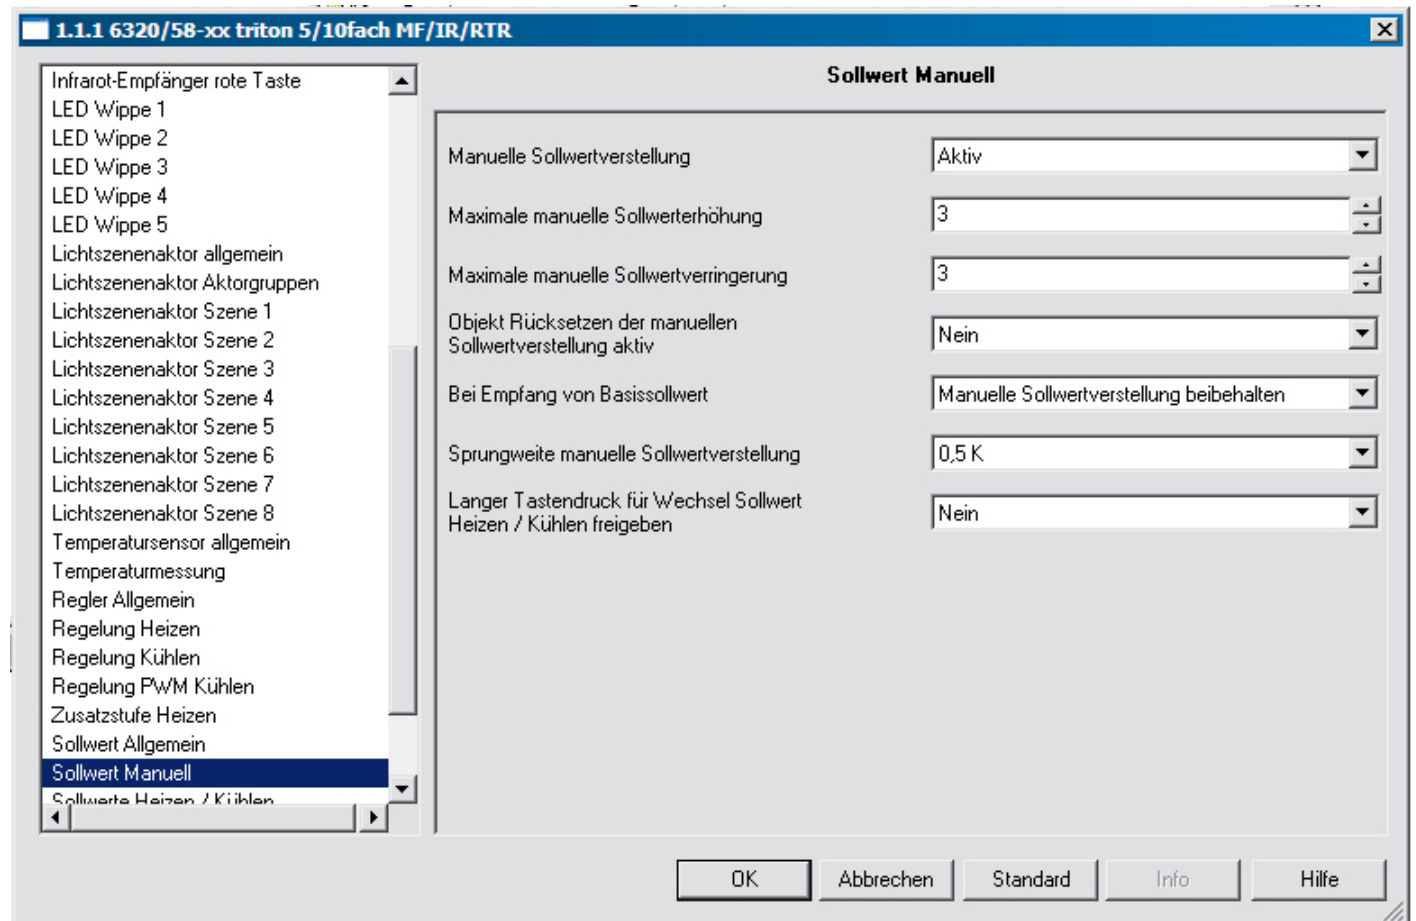 1.1.1 6320/58-xx triton 5/10fach MF/IR/RTR
Infrarot-Empfänger rote Taste
LED Wippe 1
LED Wippe 2
LED Wippe 3
LED Wippe 4
LED Wippe 5
Lichtszenenaktor allgemein
Lichtszenenaktor Aktorgruppen
Lichtszenenaktor Szene 1
Lichtszenenaktor Szene 2
Lichtszenenaktor Szene 3
Lichtszenenaktor Szene 4
Lichtszenenaktor Szene 5
Lichtszenenaktor Szene 6
Lichtszenenaktor Szene 7
Lichtszenenaktor Szene 8
Temperatursensor allgemein
Temperaturmessung
Regler Allgemein
Regelung Heizen
Regelung Kühlen
Regelung PWM Kühlen
Zusatzstufe Heizen
Sollwert Allgemein
Sollwert Manuell
Sollwerte Heizen / Kühlen
Sollwert Manuell
Manuelle Sollwertverstellung
Aktiv
Maximale manuelle Sollwerterhöhung
3
Maximale manuelle Sollwertverringerung
3
Objekt Rücksetzen der manuellen
Sollwertverstellung aktiv
Nein
Bei Empfang von Basissollwert
Manuelle Sollwertverstellung beibehalten
Sprungweite manuelle Sollwertverstellung
0,5 K
Langer Tastendruck für Wechsel Sollwert
Heizen / Kühlen freigeben
Nein
OK
Abbrechen
Standard
Info
Hilfe